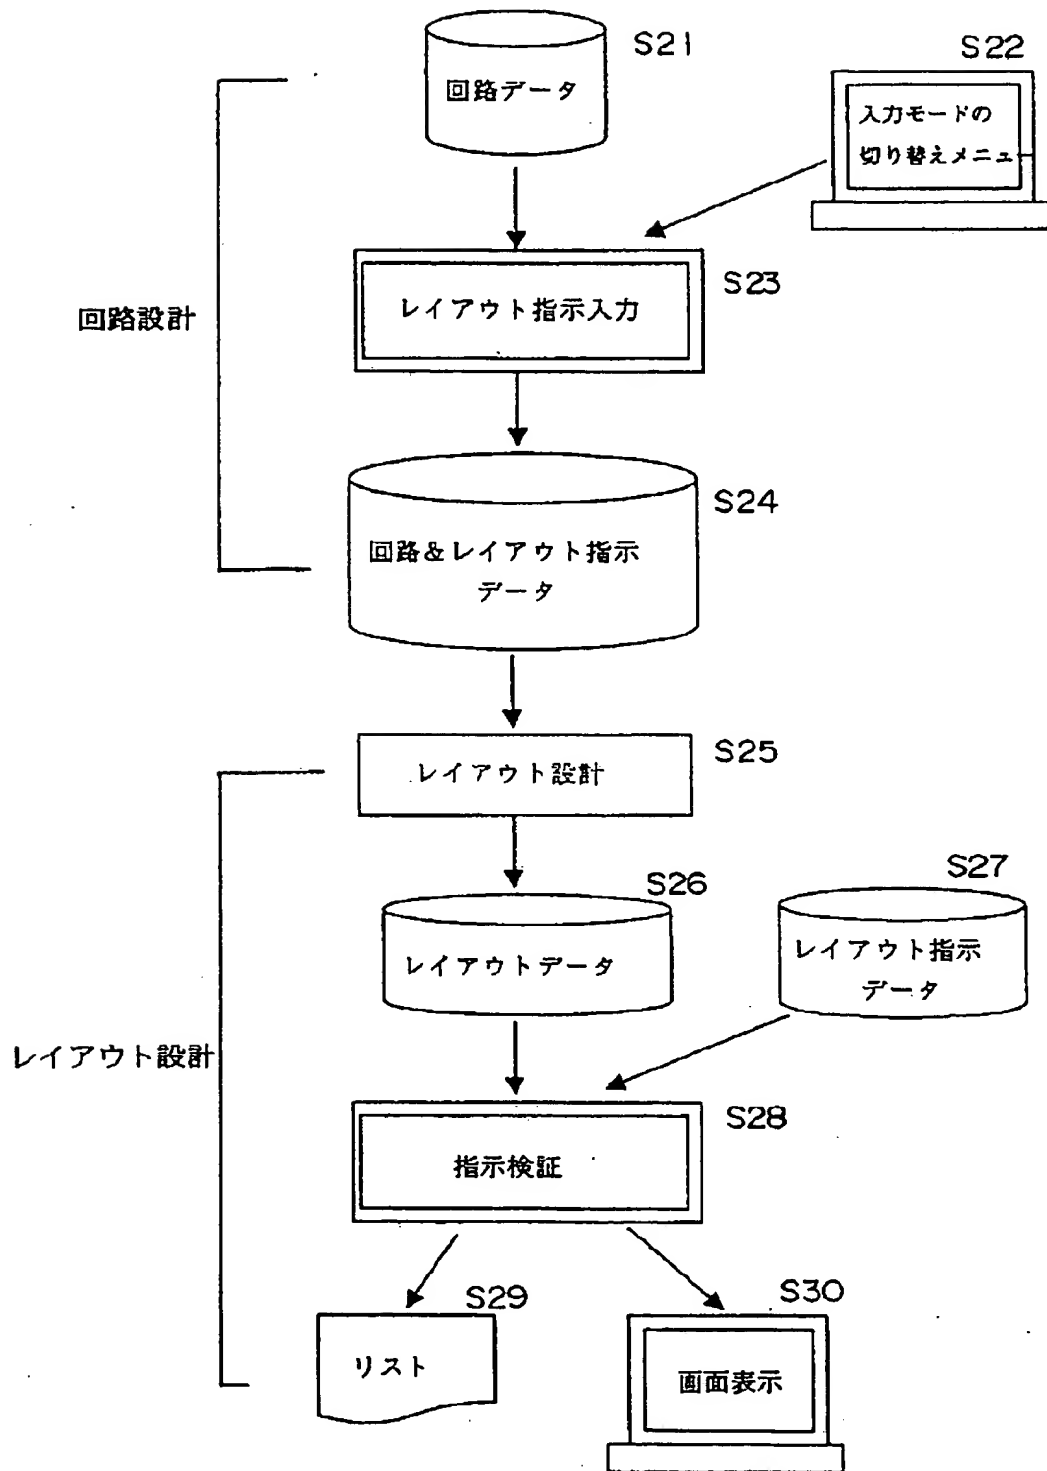 S21
回路データ
S22
入力モードの
切り替えメニュー
S23
レイアウト指示入力
回路設計
S24
回路&レイアウト指示
データ
S25
レイアウト設計
S26
レイアウトデータ
S27
レイアウト指示
データ
レイアウト設計
S28
指示検証
S29
リスト
S30
画面表示